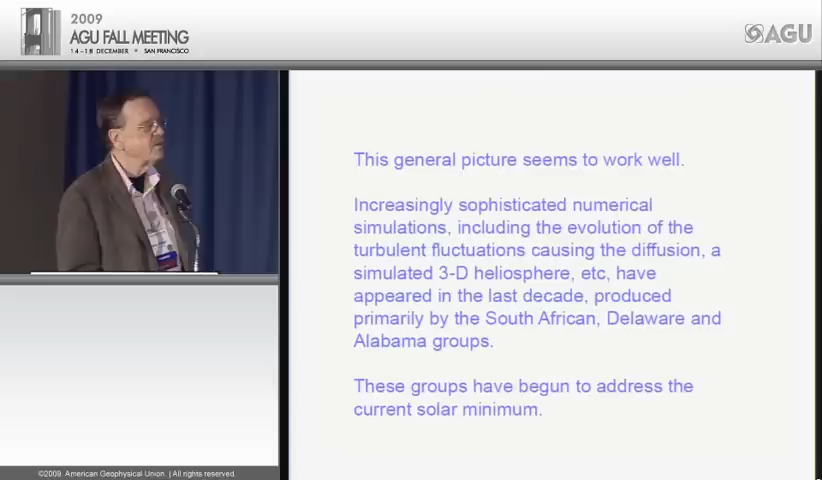 2009
AGU FALL MEETING
14–18 DECEMBER • SAN FRANCISCO
AGU
This general picture seems to work well.
Increasingly sophisticated numerical
simulations, including the evolution of the
turbulent fluctuations causing the diffusion, a
simulated 3-D heliosphere, etc, have
appeared in the last decade, produced
primarily by the South African, Delaware and
Alabama groups.
These groups have begun to address the
current solar minimum.
©2009 American Geophysical Union. | All rights reserved.